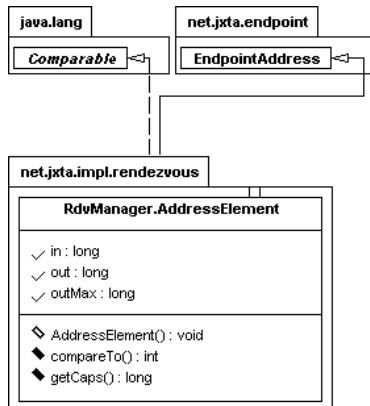 java.lang
Comparable
net.jxta.endpoint
EndpointAddress
net.jxta.impl.rendezvous
RdvManager.AddressElement
in : long
out : long
outMax : long
AddressElement() : void
compareTo() : int
getCaps() : long